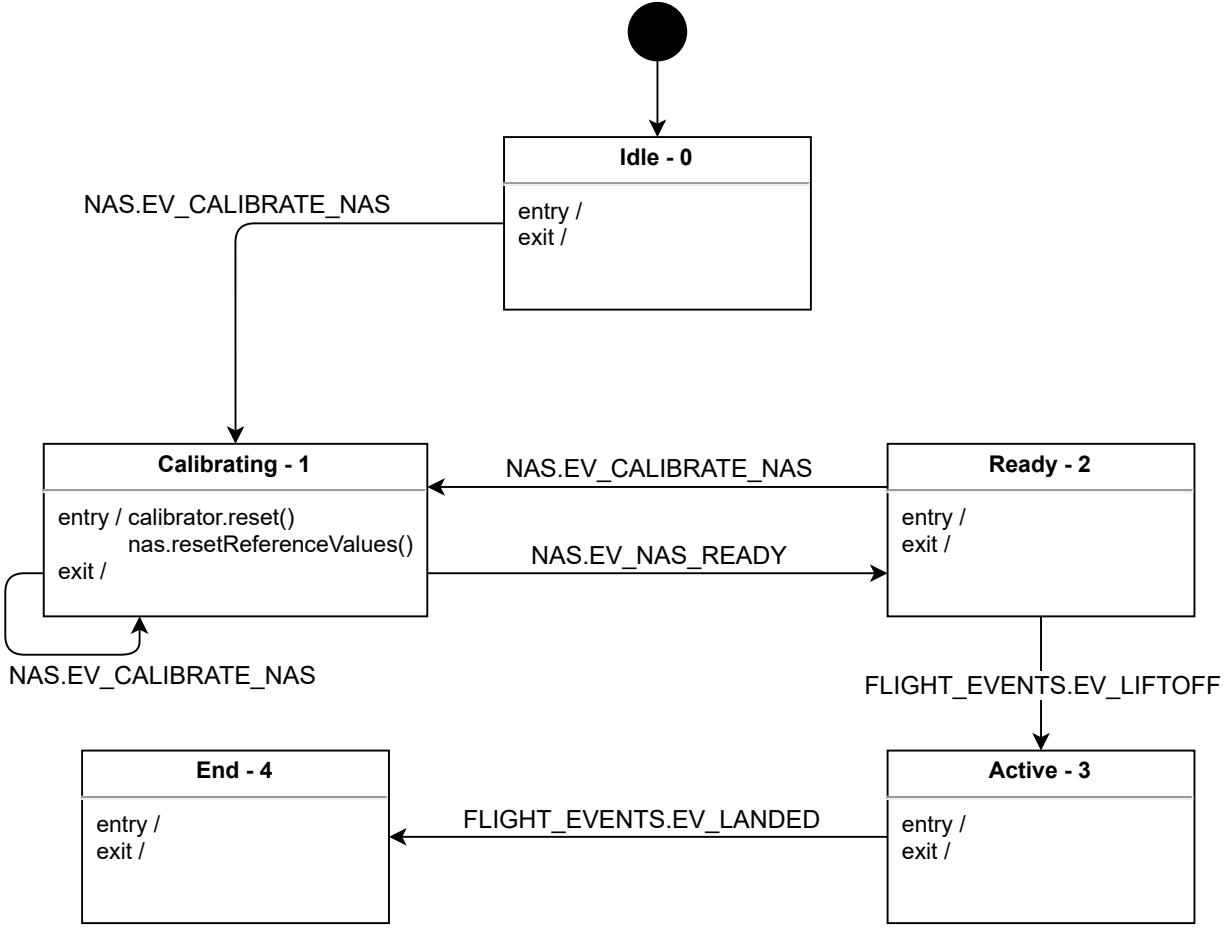 Idle - 0
entry /
exit /
NAS.EV_CALIBRATE_NAS
Calibrating - 1
entry / calibrator.reset()
nas.resetReferenceValues()
exit /
NAS.EV_CALIBRATE_NAS
NAS.EV_CALIBRATE_NAS
NAS.EV_NAS_READY
Ready - 2
entry /
exit /
FLIGHT_EVENTS.EV_LIFTOFF
End - 4
entry /
exit /
FLIGHT_EVENTS.EV_LANDED
Active - 3
entry /
exit /